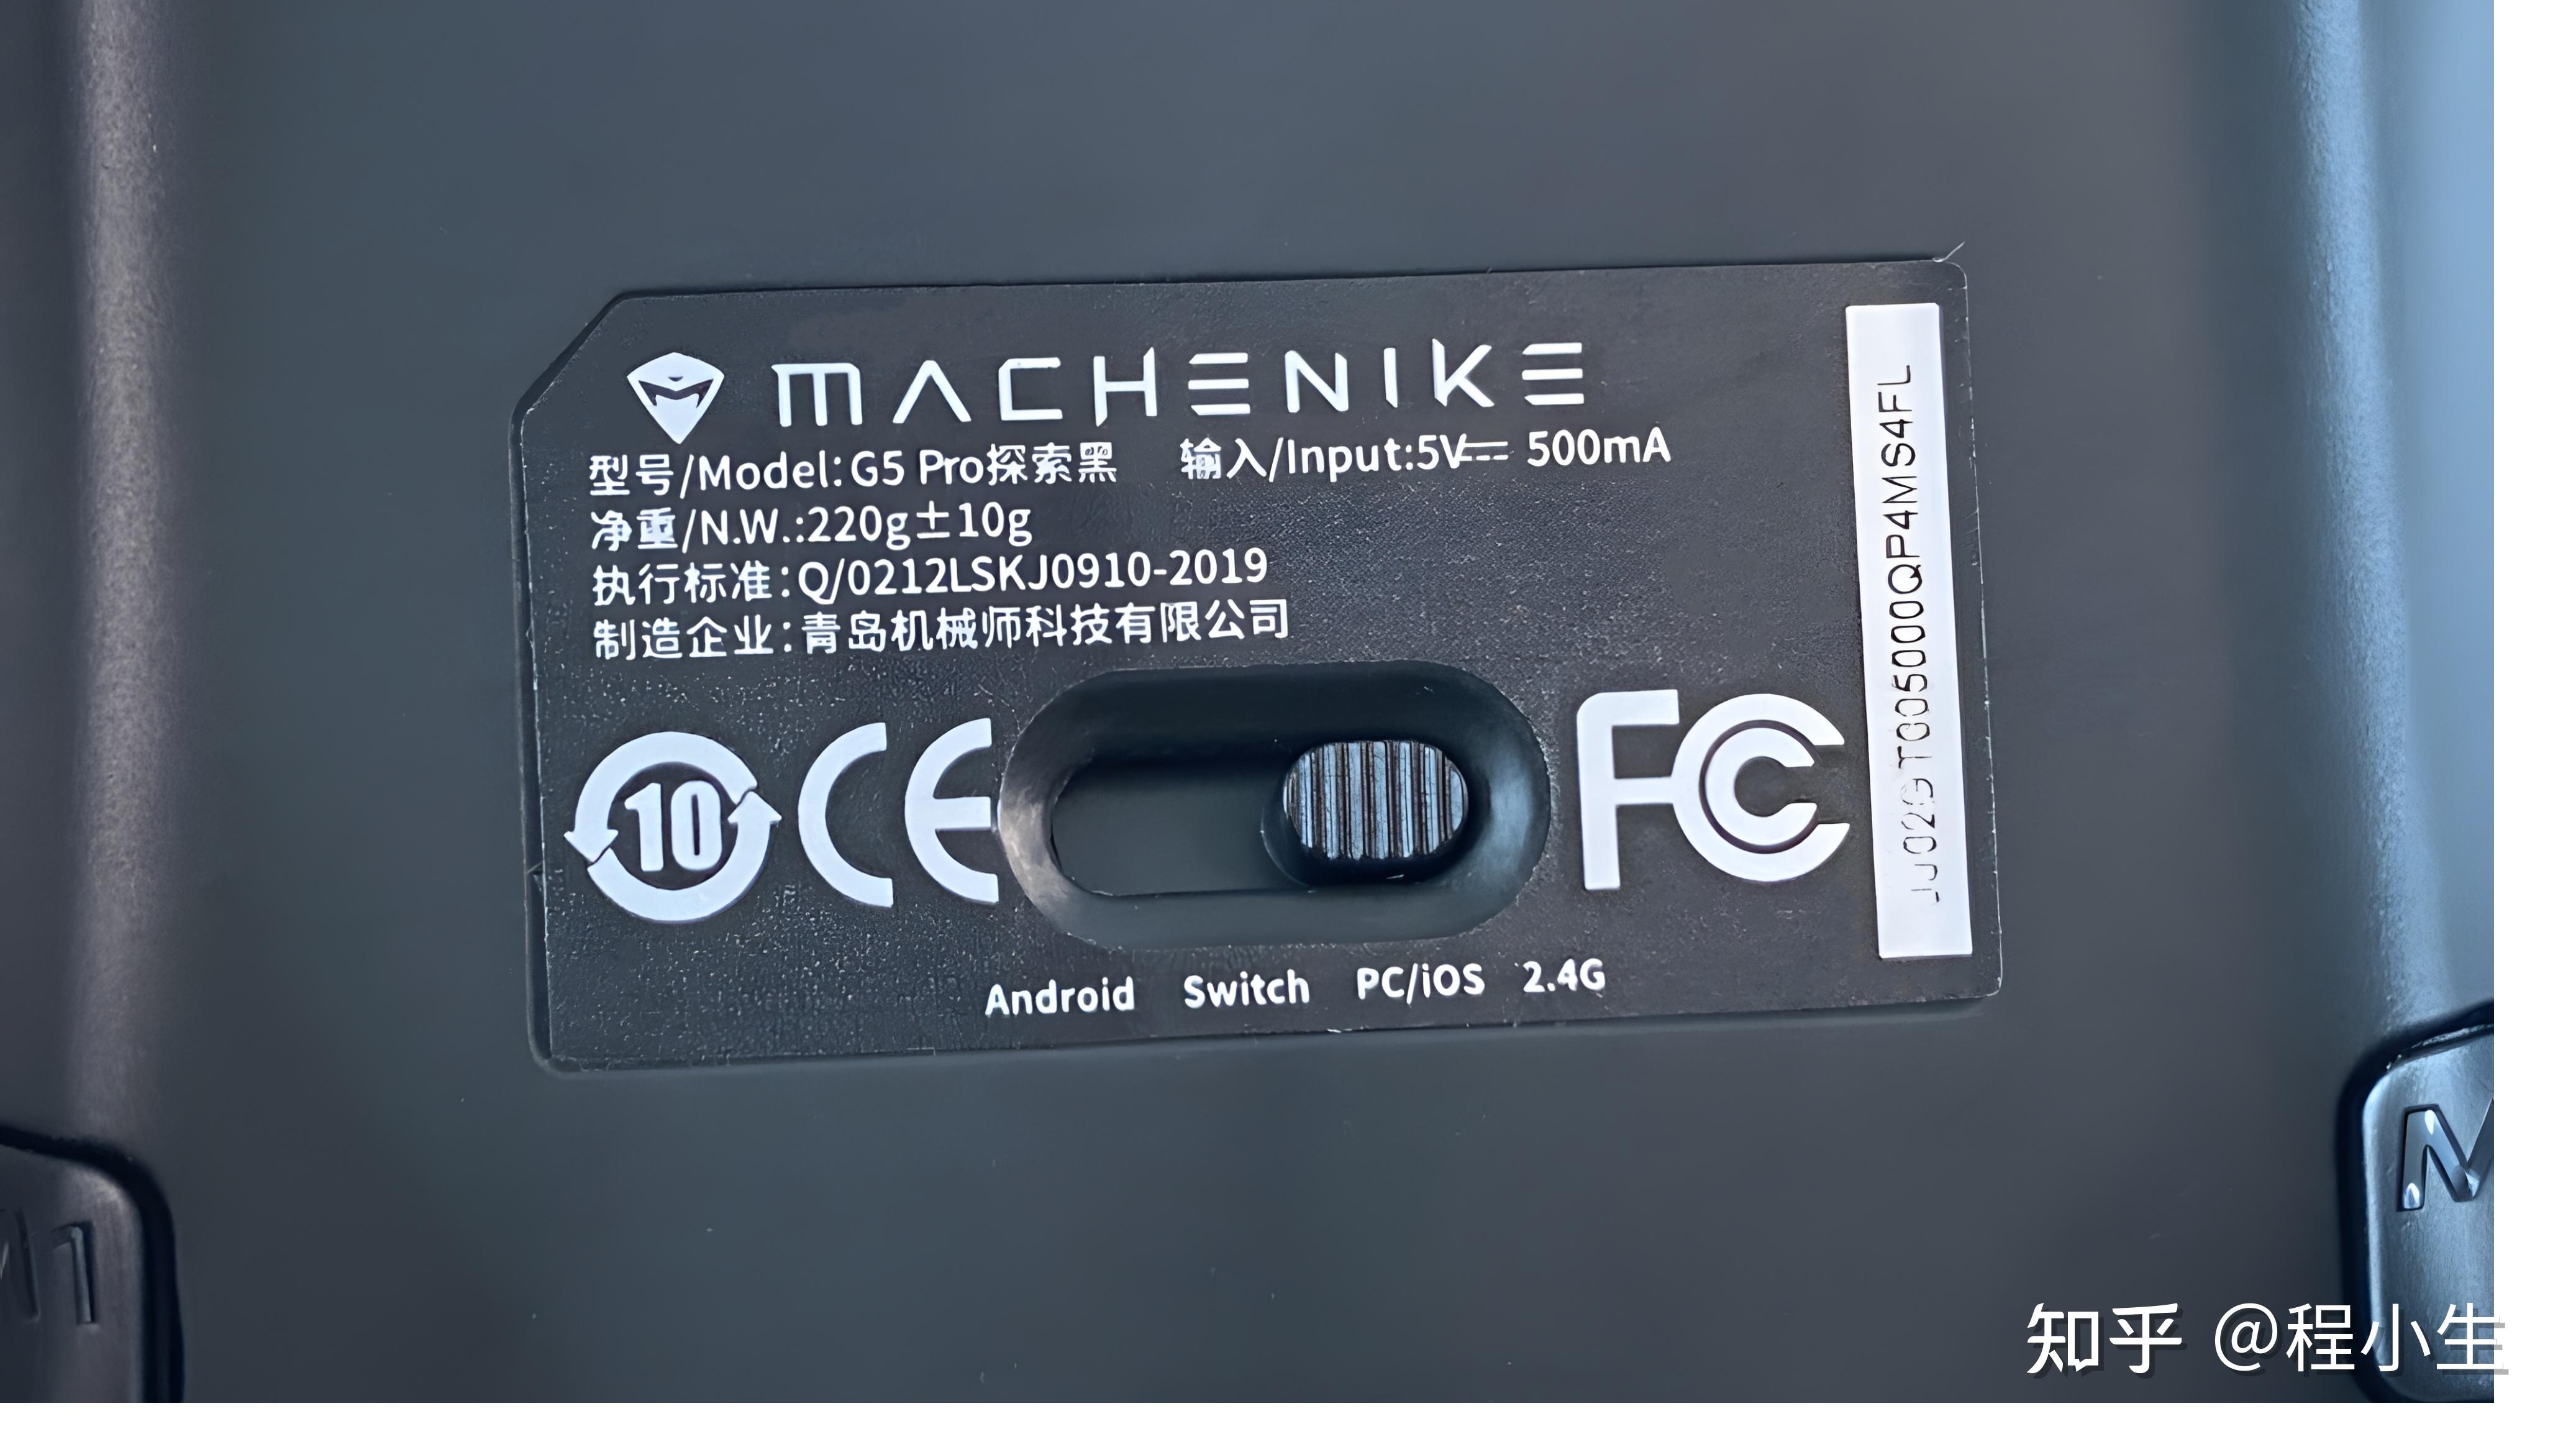 MACHENIKE
型号/Model:G5 Pro探索黑 输入/Input:5V⎓ 500mA
净重/N.W.:220g±10g
执行标准:Q/0212LSKJ0910-2019
制造企业:青岛机械师科技有限公司
10 CE FC
Android Switch PC/iOS 2.4G
M1
M
知乎 @程小生